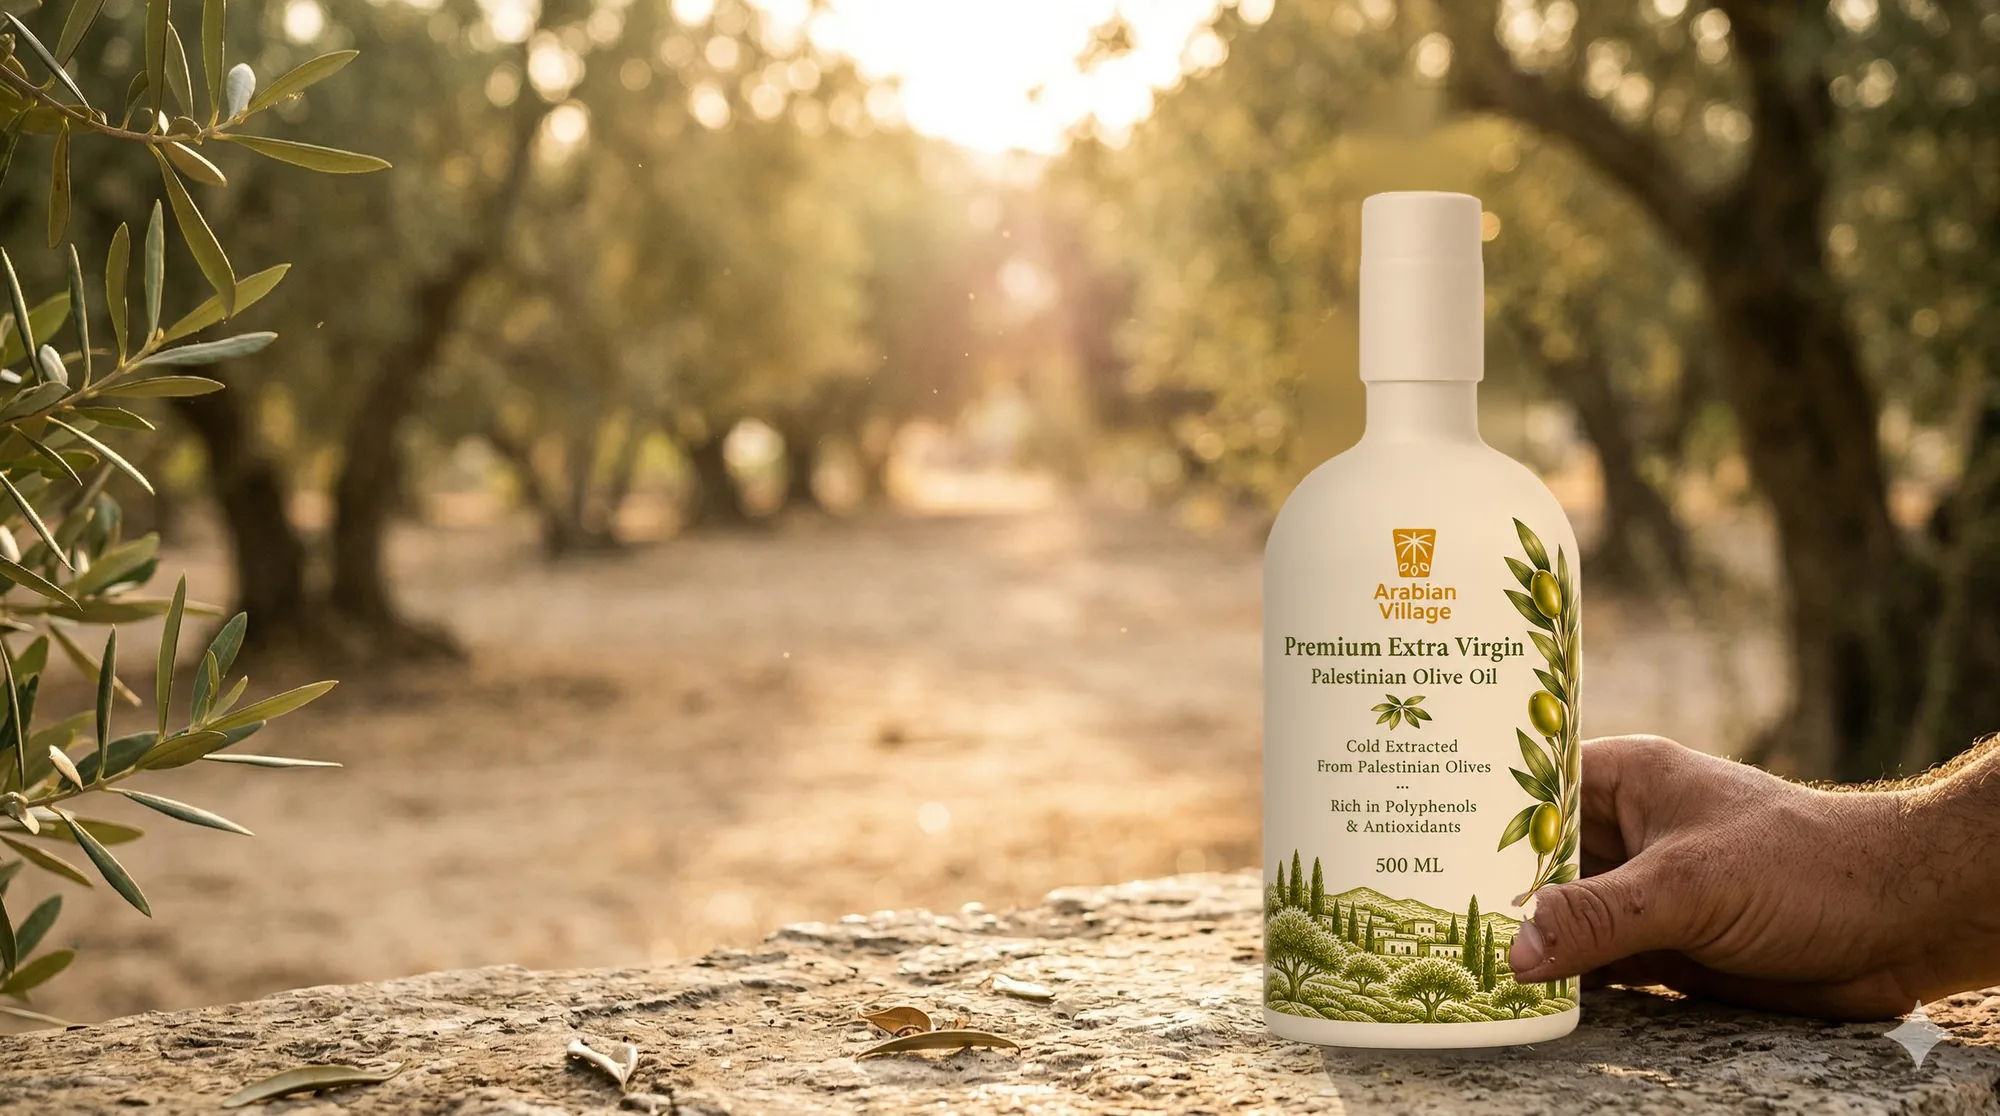 Arabian
Village
Premium Extra Virgin
Palestinian Olive Oil
Cold Extracted
From Palestinian Olives
...
Rich in Polyphenols
& Antioxidants
500 ML